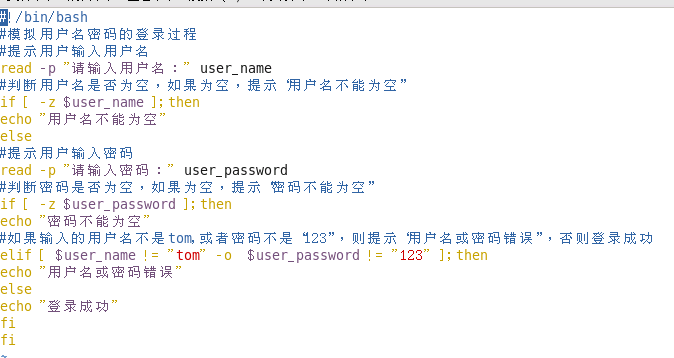 #!/bin/bash
#模拟用户名密码的登录过程
#提示用户输入用户名
read -p "请输入用户名：" user_name
#判断用户名是否为空，如果为空，提示“用户名不能为空”
if [ -z $user_name ];then
echo "用户名不能为空"
else
#提示用户输入密码
read -p "请输入密码：" user_password
#判断密码是否为空，如果为空，提示“密码不能为空”
if [ -z $user_password ];then
echo "密码不能为空"
#如果输入的用户名不是tom,或者密码不是“123”，则提示“用户名或密码错误”，否则登录成功
elif [ $user_name != "tom" -o  $user_password != "123" ];then
echo "用户名或密码错误"
else
echo "登录成功"
fi
fi
~